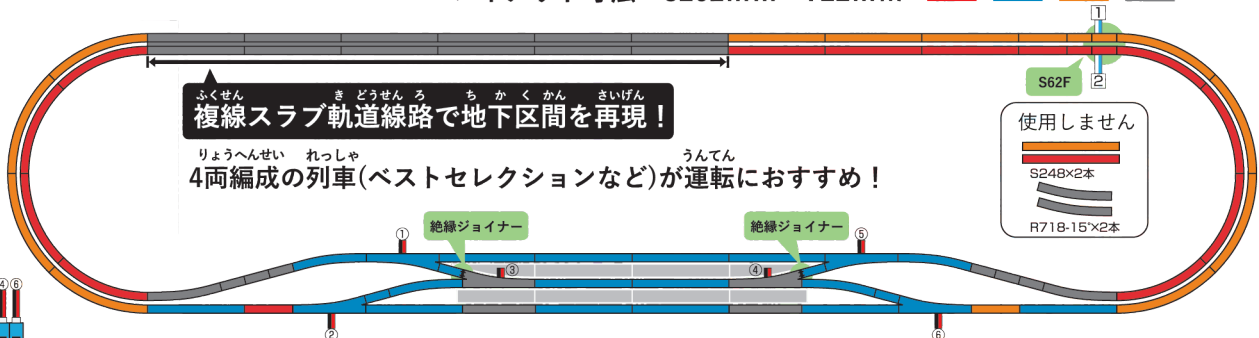 1
S62F
2
ふくせん き どうせん ろ ち か く かん さいげん
複線スラブ軌道線路で地下区間を再現！
りょうへんせい れっしゃ うんてん
4両編成の列車(ベストセレクションなど)が運転におすすめ！
使用しません
S248×2本
R718-15°×2本
絶縁ジョイナー
絶縁ジョイナー
①
⑤
③
④
④⑥
②
⑥